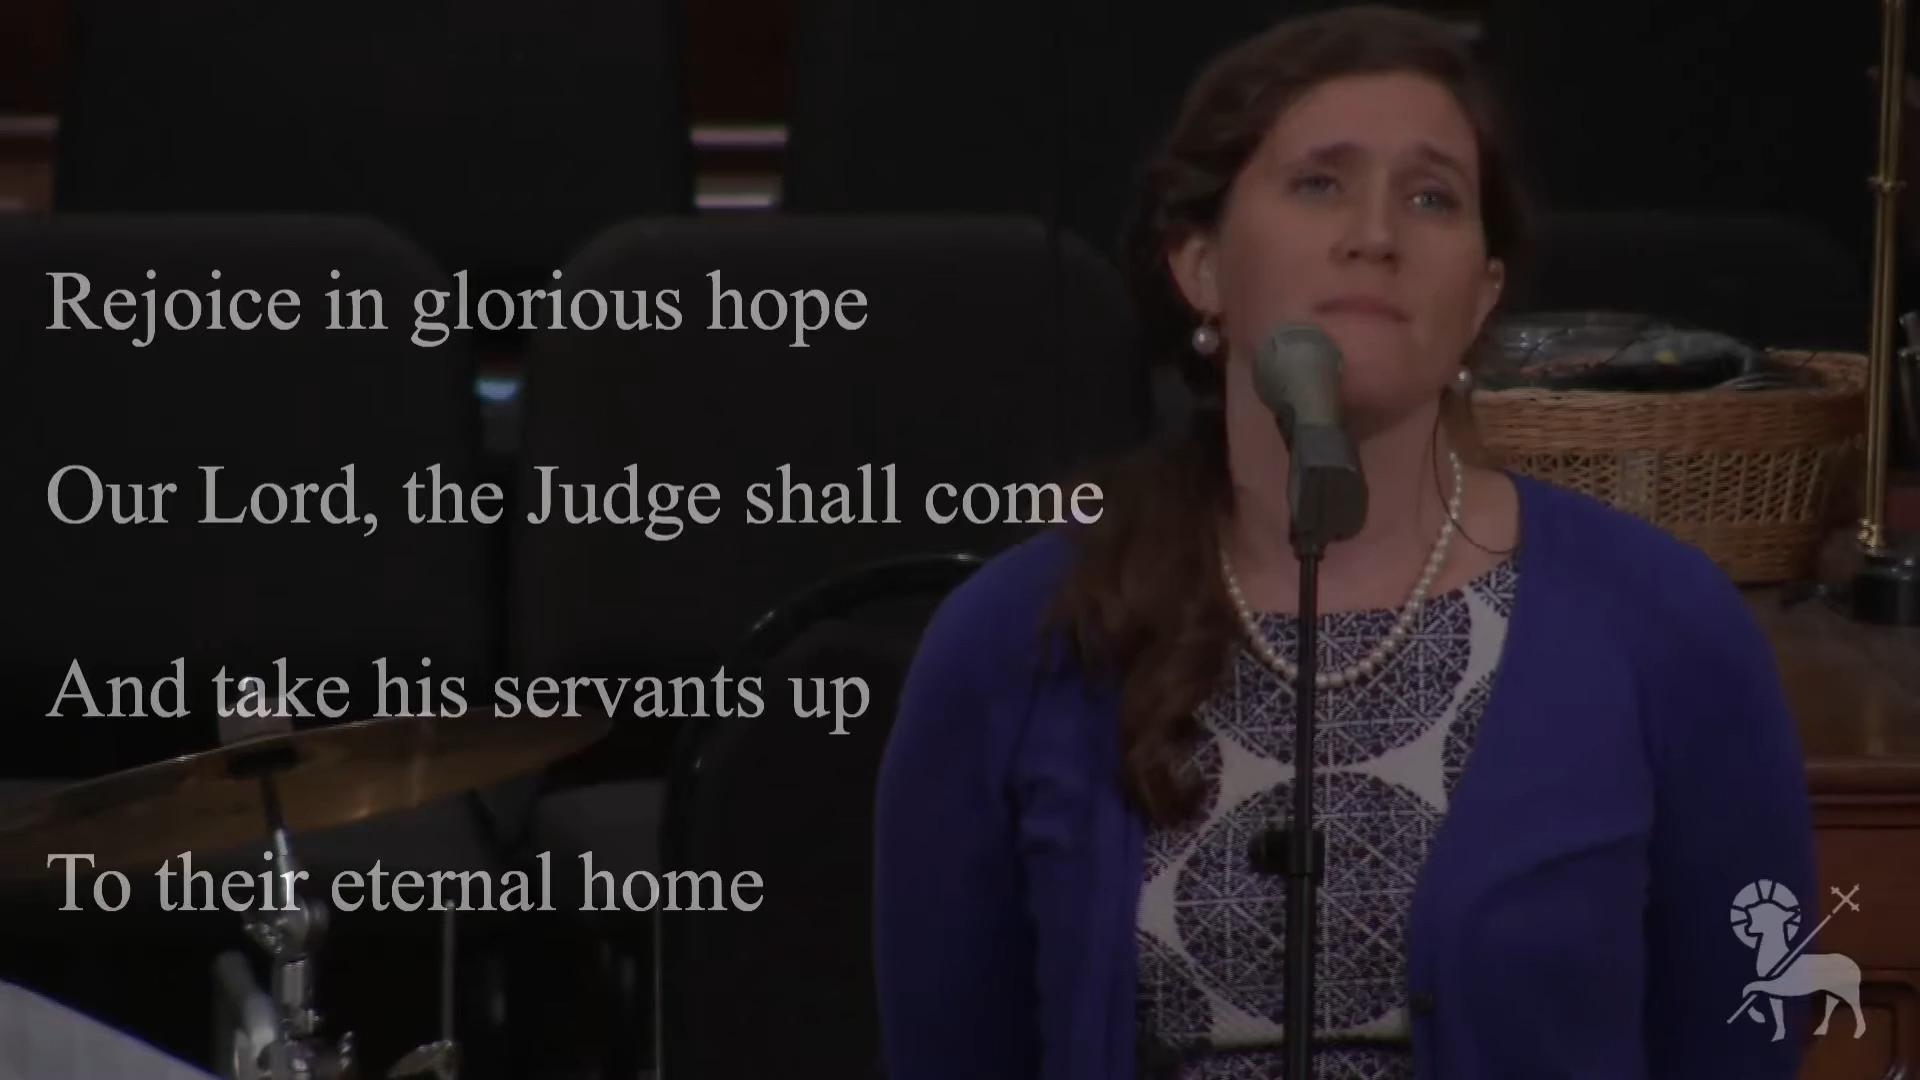 Rejoice in glorious hope
Our Lord, the Judge shall come
And take his servants up
To their eternal home